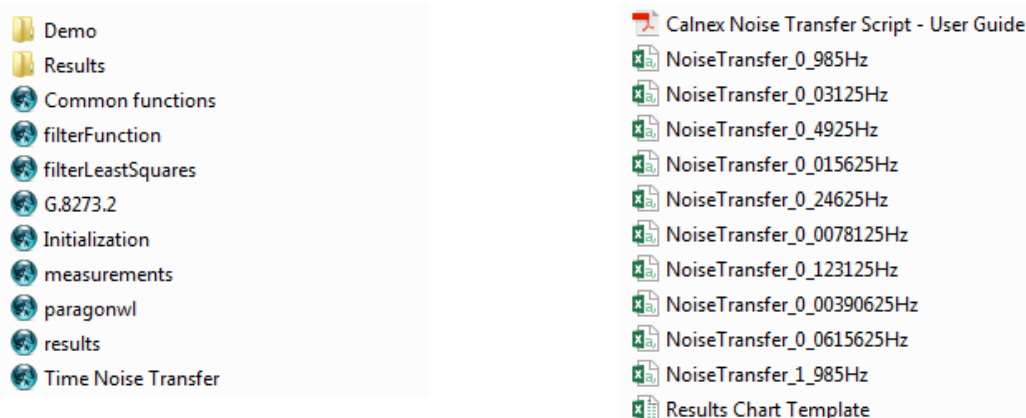 Demo
Results
Common functions
filterFunction
filterLeastSquares
G.8273.2
Initialization
measurements
paragonwl
results
Time Noise Transfer
Calnex Noise Transfer Script - User Guide
NoiseTransfer_0_985Hz
NoiseTransfer_0_03125Hz
NoiseTransfer_0_4925Hz
NoiseTransfer_0_015625Hz
NoiseTransfer_0_24625Hz
NoiseTransfer_0_0078125Hz
NoiseTransfer_0_123125Hz
NoiseTransfer_0_00390625Hz
NoiseTransfer_0_0615625Hz
NoiseTransfer_1_985Hz
Results Chart Template